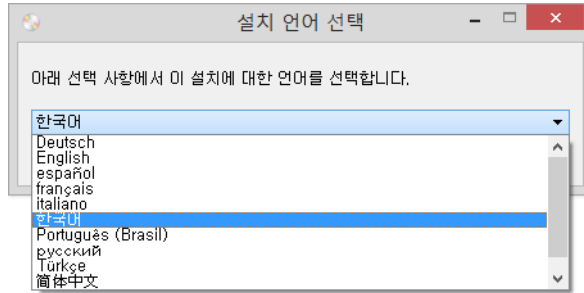 설치 언어 선택
아래 선택 사항에서 이 설치에 대한 언어를 선택합니다.
한국어
Deutsch
English
español
français
italiano
한국어
Português (Brasil)
русский
Türkçe
简体中文